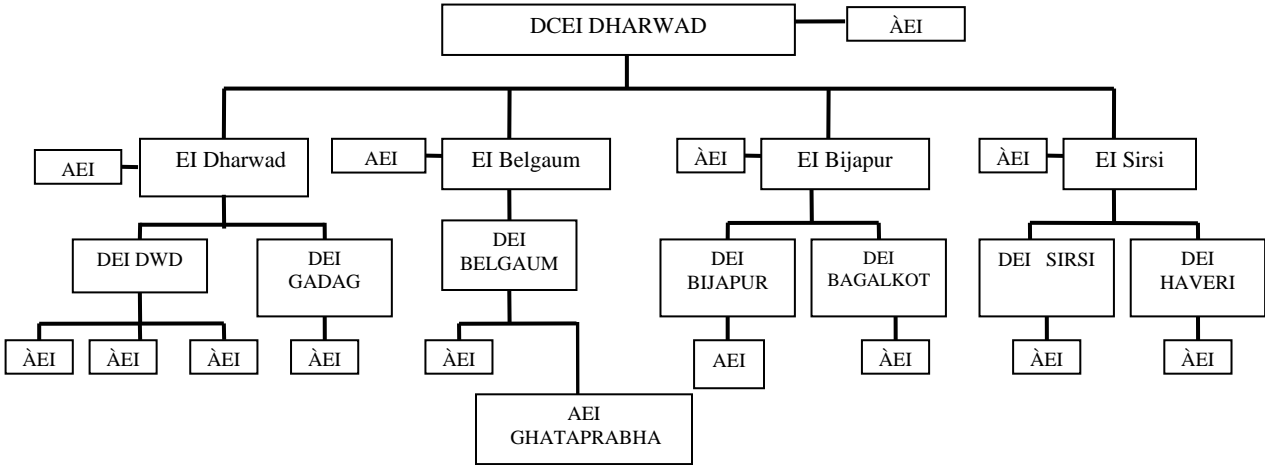 DCEI DHARWAD
ÀEI
AEI
EI Dharwad
AEI
EI Belgaum
ÀEI
EI Bijapur
ÀEI
EI Sirsi
DEI DWD
DEI
GADAG
DEI
BELGAUM
DEI
BIJAPUR
DEI
BAGALKOT
DEI SIRSI
DEI
HAVERI
ÀEI
ÀEI
ÀEI
ÀEI
ÀEI
AEI
ÀEI
ÀEI
ÀEI
AEI
GHATAPRABHA